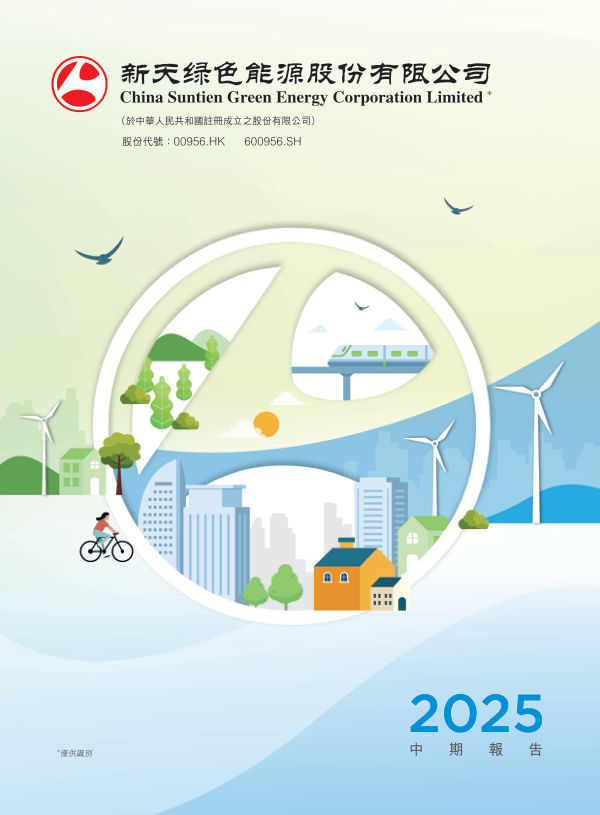 新天绿色能源股份有限公司
China Suntien Green Energy Corporation Limited *
（於中華人民共和國註冊成立之股份有限公司）
股份代號：00956.HK 600956.SH
2025
中期報告
*僅供識別